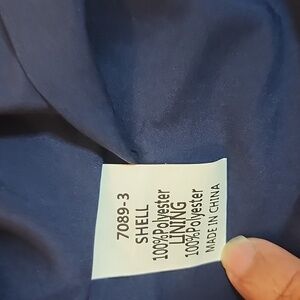 7089-3
SHELL
100%Polyester
LINING
100%Polyester
MADE IN CHINA